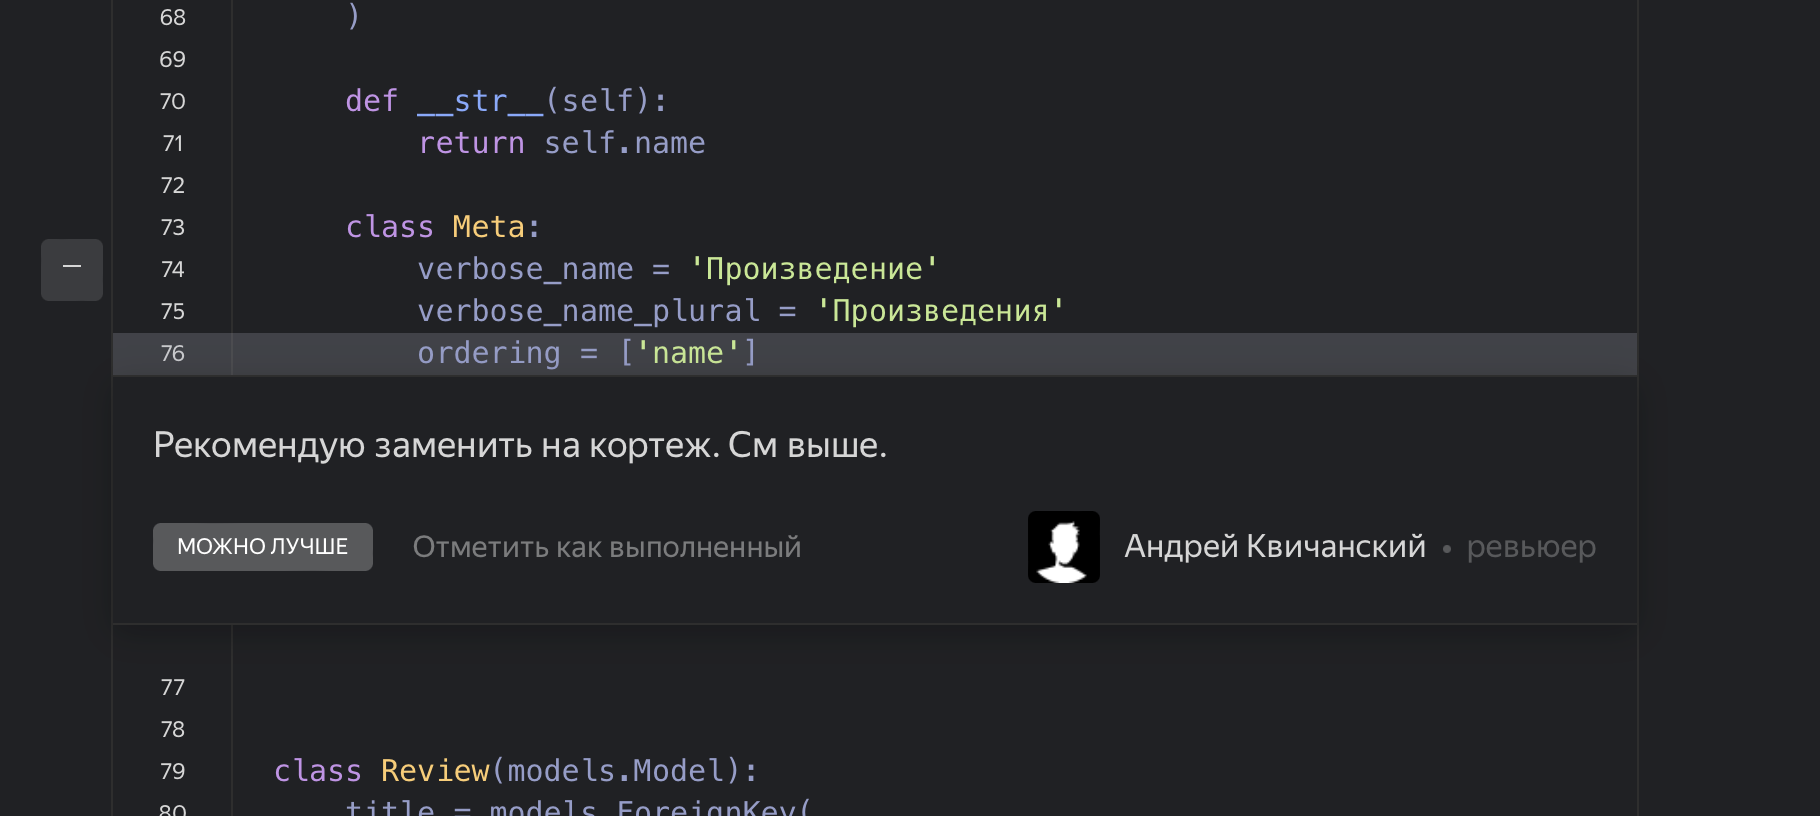 68 )
69
70 def __str__(self):
71 return self.name
72
73 class Meta:
74 verbose_name = 'Произведение'
75 verbose_name_plural = 'Произведения'
76 ordering = ['name']
Рекомендую заменить на кортеж. См выше.
МОЖНО ЛУЧШЕ Отметить как выполненный Андрей Квичанский • ревьюер
77
78
79 class Review(models.Model):
80 title = models.ForeignKey(